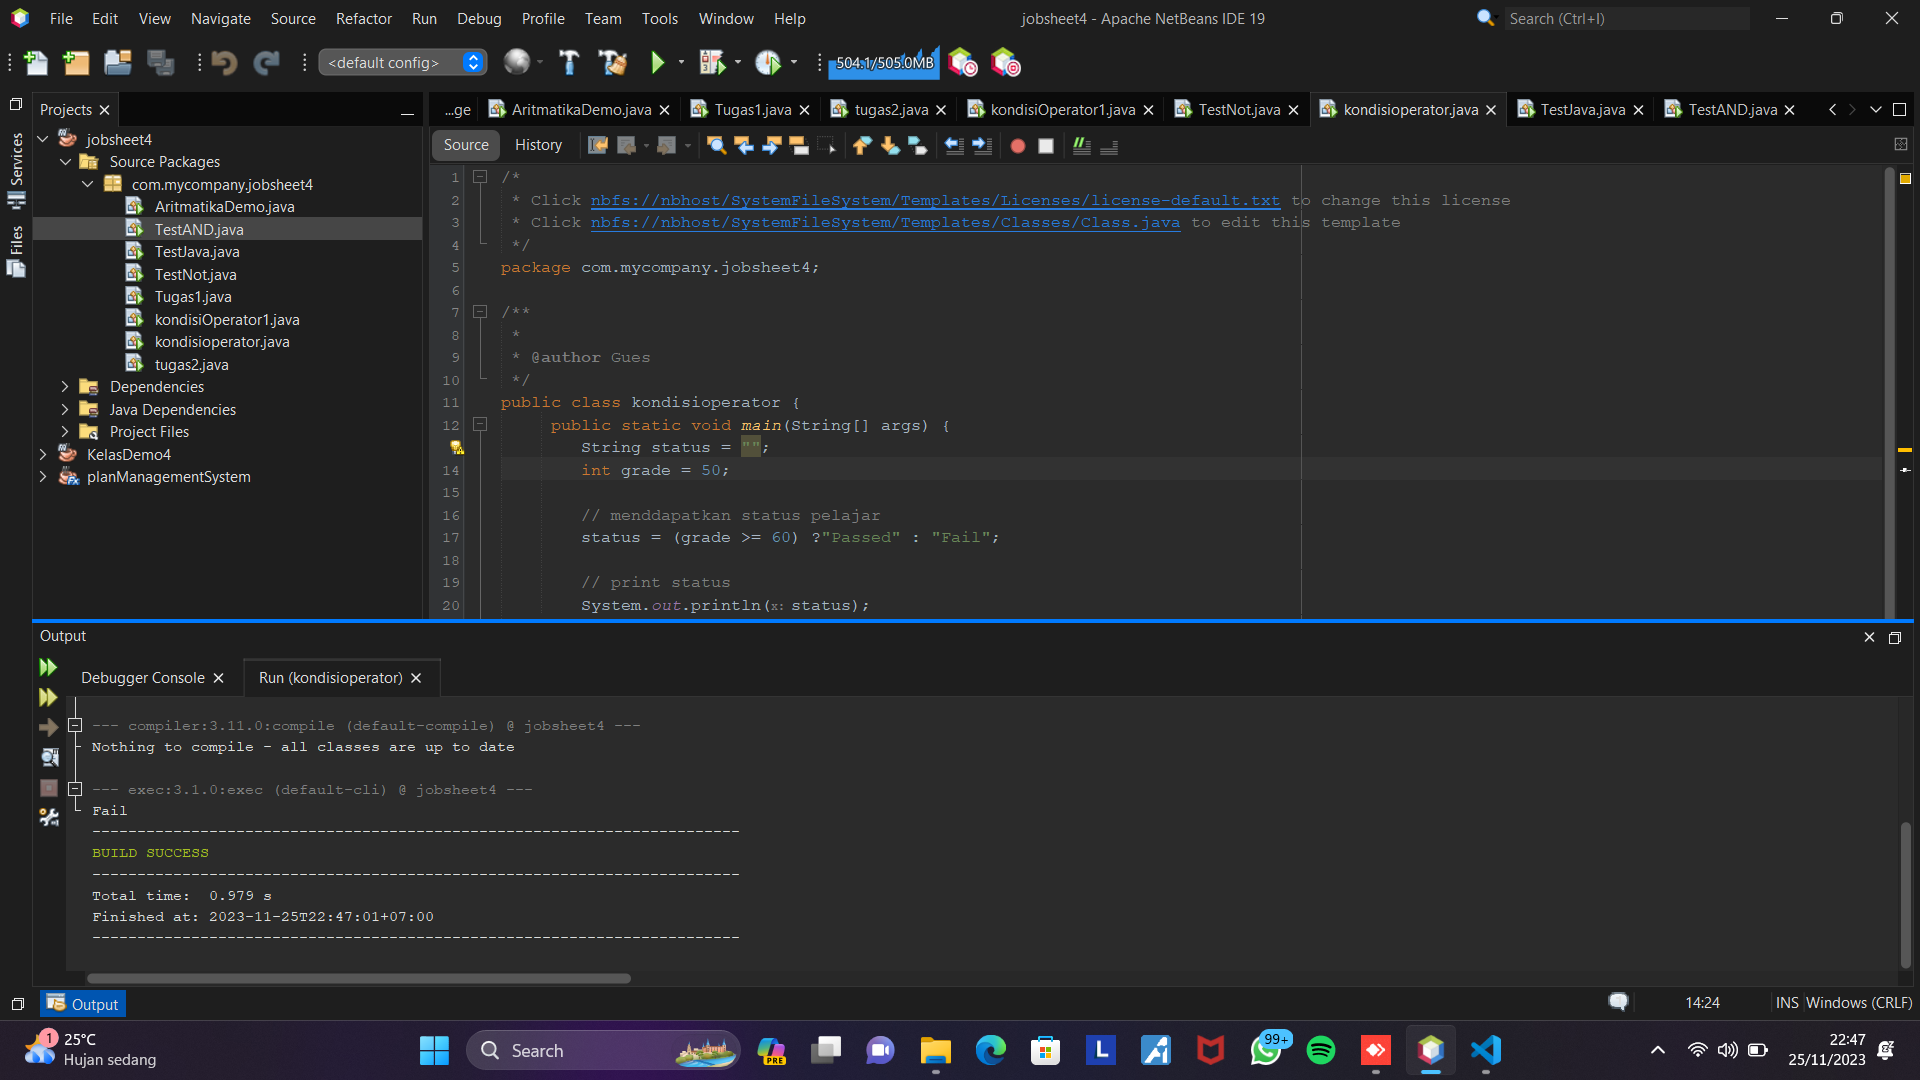 File Edit View Navigate Source Refactor Run Debug Profile Team Tools Window Help
jobsheet4 - Apache NetBeans IDE 19
Search (Ctrl+I)
<default config>
504.1/505.0MB
Services
Files
Projects
jobsheet4
Source Packages
com.mycompany.jobsheet4
AritmatikaDemo.java
TestAND.java
TestJava.java
TestNot.java
Tugas1.java
kondisiOperator1.java
kondisioperator.java
tugas2.java
Dependencies
Java Dependencies
Project Files
KelasDemo4
planManagementSystem
...ge AritmatikaDemo.java Tugas1.java tugas2.java kondisiOperator1.java TestNot.java kondisioperator.java TestJava.java TestAND.java
Source History
1 /*
2 * Click nbfs://nbhost/SystemFileSystem/Templates/Licenses/license-default.txt to change this license
3 * Click nbfs://nbhost/SystemFileSystem/Templates/Classes/Class.java to edit this template
4 */
5 package com.mycompany.jobsheet4;
6
7 /**
8 *
9 * @author Gues
10 */
11 public class kondisioperator {
12 public static void main(String[] args) {
String status = "";
14 int grade = 50;
15
16 // menddapatkan status pelajar
17 status = (grade >= 60) ?"Passed" : "Fail";
18
19 // print status
20 System.out.println(x: status);
Output
Debugger Console Run (kondisioperator)
--- compiler:3.11.0:compile (default-compile) @ jobsheet4 ---
Nothing to compile - all classes are up to date
--- exec:3.1.0:exec (default-cli) @ jobsheet4 ---
Fail
------------------------------------------------------------------------
BUILD SUCCESS
------------------------------------------------------------------------
Total time: 0.979 s
Finished at: 2023-11-25T22:47:01+07:00
------------------------------------------------------------------------
Output
14:24 INS Windows (CRLF)
1
25°C
Hujan sedang
Search
PRE
L
99+
22:47
25/11/2023